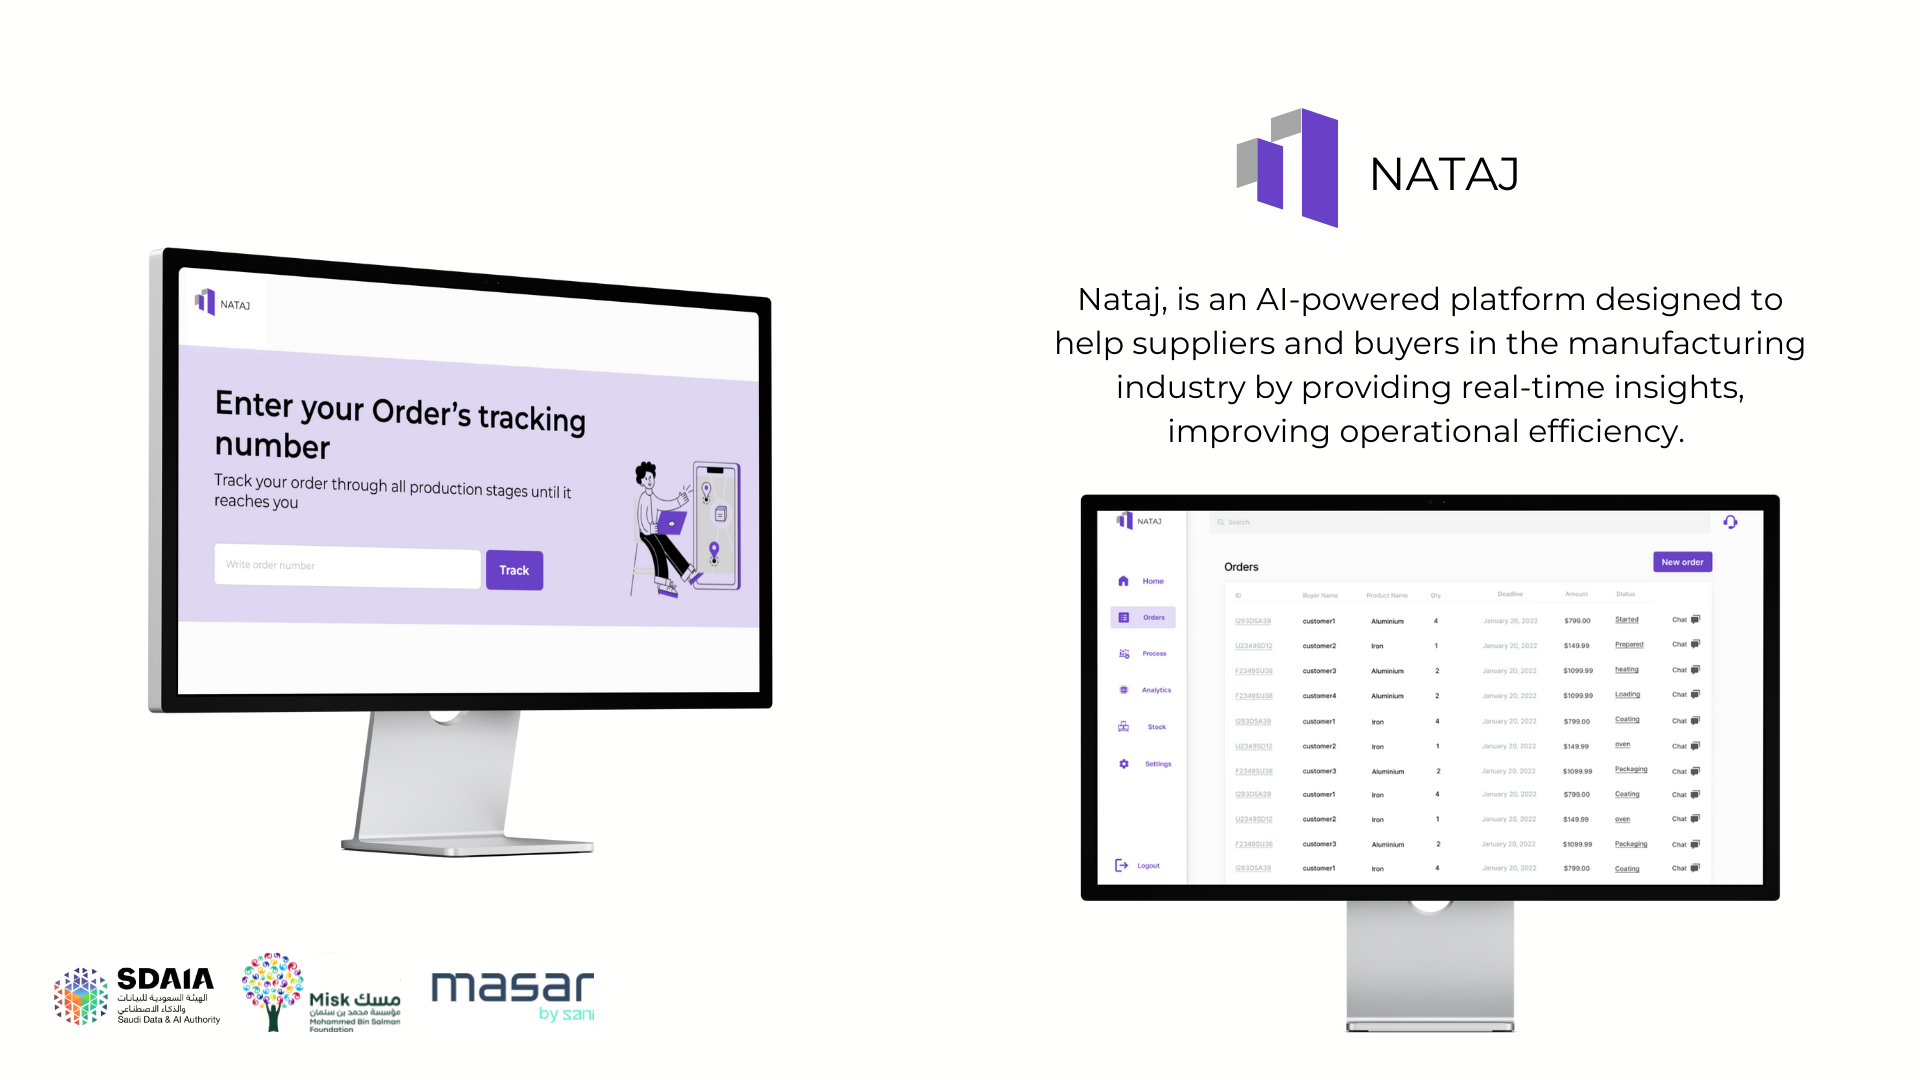 NATAJ
Enter your Order's tracking
number
Track your order through all production stages until it
reaches you
Write order number
Track
NATAJ
Nataj, is an AI-powered platform designed to
help suppliers and buyers in the manufacturing
industry by providing real-time insights,
improving operational efficiency.
NATAJ
Search
Home
Orders
Process
Analytics
Stock
Settings
Logout
Orders
New order
ID Buyer Name Product Name Qty Deadline Amount Status
I293DSA39 customer1 Aluminium 4 January 20, 2022 $799.00 Started Chat
U2349SD12 customer2 Iron 1 January 20, 2022 $149.99 Prepared Chat
F2349SU38 customer3 Aluminium 2 January 20, 2022 $1099.99 heating Chat
F2349SU38 customer4 Aluminium 2 January 20, 2022 $1099.99 Loading Chat
I293DSA39 customer1 Iron 4 January 20, 2022 $799.00 Coating Chat
U2349SD12 customer2 Iron 1 January 20, 2022 $149.99 oven Chat
F2349SU38 customer3 Aluminium 2 January 20, 2022 $1099.99 Packaging Chat
I293DSA39 customer1 Iron 4 January 20, 2022 $799.00 Coating Chat
U2349SD12 customer2 Iron 1 January 20, 2022 $149.99 oven Chat
F2349SU38 customer3 Aluminium 2 January 20, 2022 $1099.99 Packaging Chat
I293DSA39 customer1 Iron 4 January 20, 2022 $799.00 Coating Chat
SDAIA
الهيئة السعودية للبيانات
والذكاء الاصطناعي
Saudi Data & AI Authority
Misk مسك
مؤسسة محمد بن سلمان
Mohammed Bin Salman
Foundation
masar
by sani